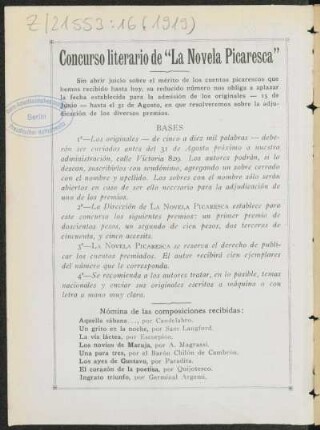 Z/21553:16(1919)
Concurso literario de "La Novela Picaresca"
Sin abrir juicio sobre el mérito de los cuentos picarescos que
hemos recibido hasta hoy, su reducido número nos obliga a aplazar
la fecha establecida para la admisión de los originales — 15 de
Junio — hasta el 31 de Agosto, en que resolveremos sobre la adju-
dicación de los diversos premios.
Berlin
BASES
1ª—Los originales — de cinco a diez mil palabras — debe-
rán ser enviados antes del 31 de Agosto próximo a nuestra
administración, calle Victoria 829. Los autores podrán, si lo
desean, suscribirlos con seudónimo, agregando un sobre cerrado
con el nombre y apellido. Los sobres con el nombre sólo serán
abiertos en caso de ser ello necesario para la adjudicación de
uno de los premios.
2ª—La Dirección de LA NOVELA PICARESCA establece para
este concurso los siguientes premios: un primer premio de
doscientos pesos, un segundo de cien pesos, dos terceros de
cincuenta, y cinco accesits.
3ª—LA NOVELA PICARESCA se reserva el derecho de publi-
car los cuentos premiados. El autor recibirá cien ejemplares
del número que le corresponda.
4ª—Se recomienda a los autores tratar, en lo posible, temas
nacionales y enviar sus originales escritos a máquina o con
letra a mano muy clara.
Nómina de las composiciones recibidas:
Aquella sábana..., por Candelabro.
Un grito en la noche, por Sass Langford.
La vía láctea, por Escorpión.
Los novios de Maruja, por A. Magrassi.
Una para tres, por el Barón Chillón de Cambron.
Los ayes de Gustavo, por Paradita.
El corazón de la poetisa, por Quijotesco.
Ingrato triunfo, por Germinal Argoni.